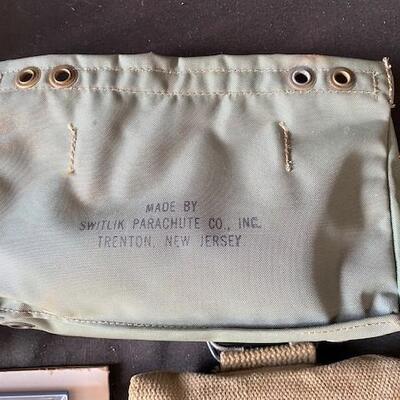 MADE BY
SWITLIK PARACHUTE CO., INC.
TRENTON, NEW JERSEY